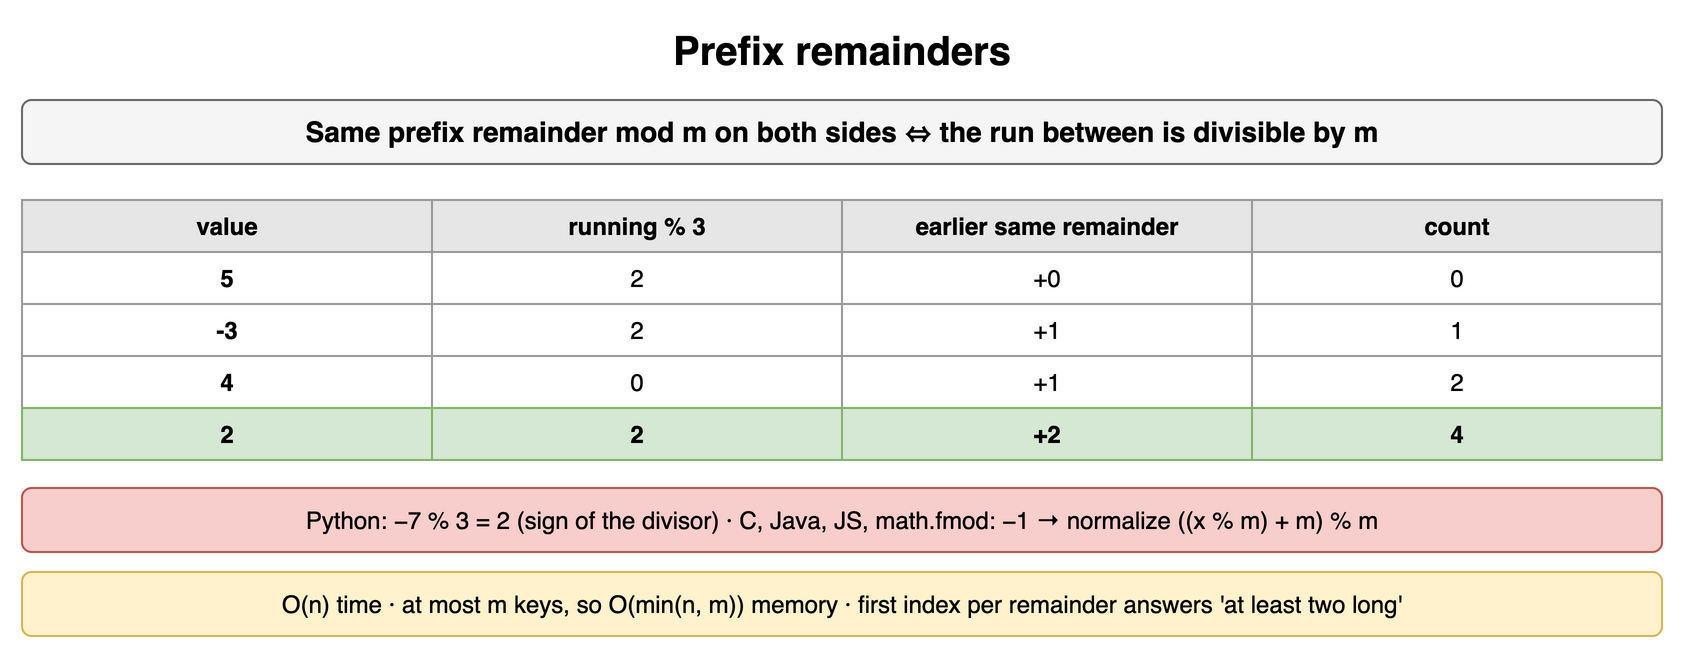 Prefix remainders
Same prefix remainder mod m on both sides ⇔ the run between is divisible by m
value running % 3 earlier same remainder count
5 2 +0 0
-3 2 +1 1
4 0 +1 2
2 2 +2 4
Python: −7 % 3 = 2 (sign of the divisor) · C, Java, JS, math.fmod: −1 → normalize ((x % m) + m) % m
O(n) time · at most m keys, so O(min(n, m)) memory · first index per remainder answers 'at least two long'